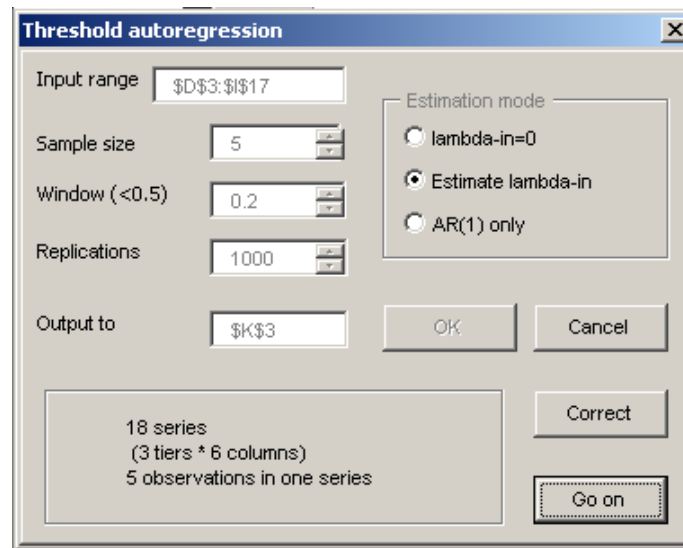 Threshold autoregression
Input range $D$3:$I$17
Estimation mode
Sample size 5
lambda-in=0
Window (<0.5) 0.2
Estimate lambda-in
Replications 1000
AR(1) only
Output to $K$3
OK
Cancel
18 series
(3 tiers * 6 columns)
5 observations in one series
Correct
Go on